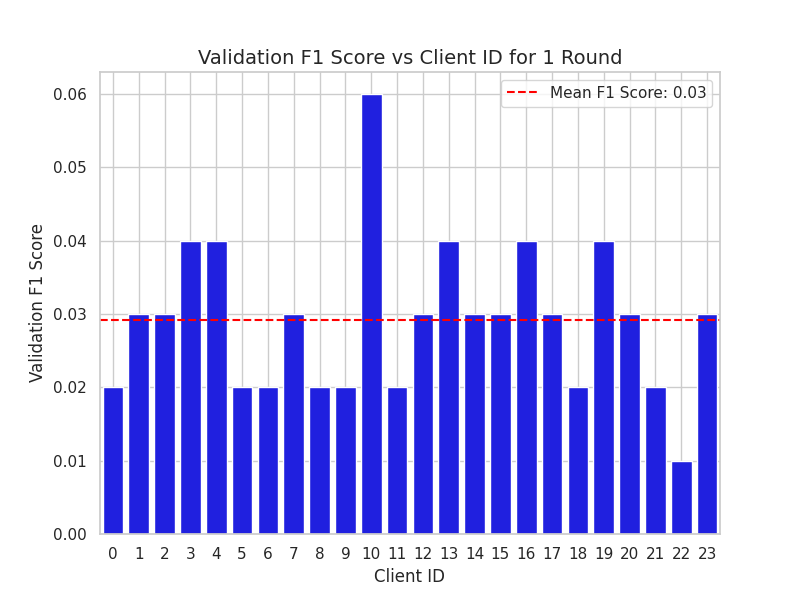 Validation F1 Score vs Client ID for 1 Round
Mean F1 Score: 0.03
Validation F1 Score
0.06
0.05
0.04
0.03
0.02
0.01
0.00
0 1 2 3 4 5 6 7 8 9 10 11 12 13 14 15 16 17 18 19 20 21 22 23
Client ID